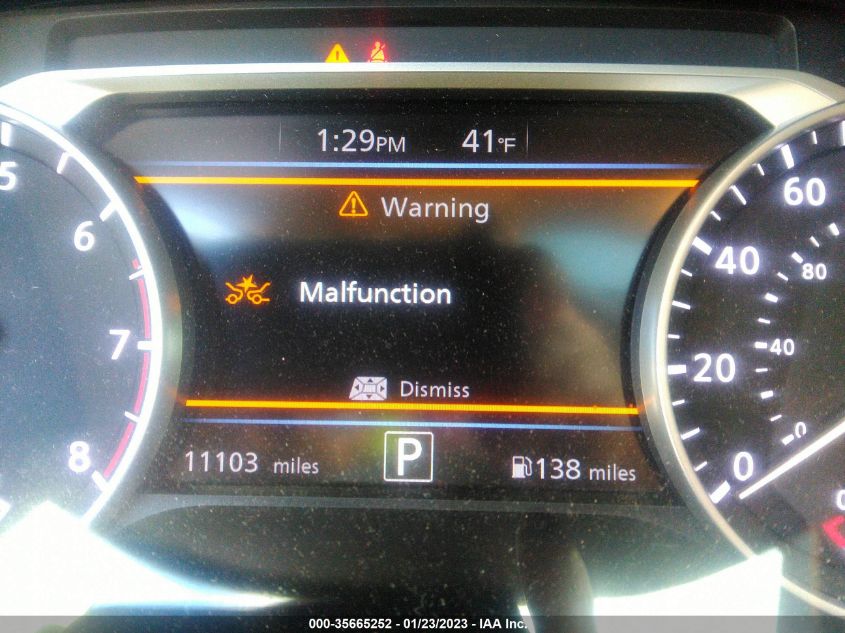 1:29PM 41°F
Warning
5
6
7
8
Malfunction
Dismiss
60
40
80
20
40
0
0
11103 miles
P
138 miles
000-35665252 - 01/23/2023 - IAA Inc.